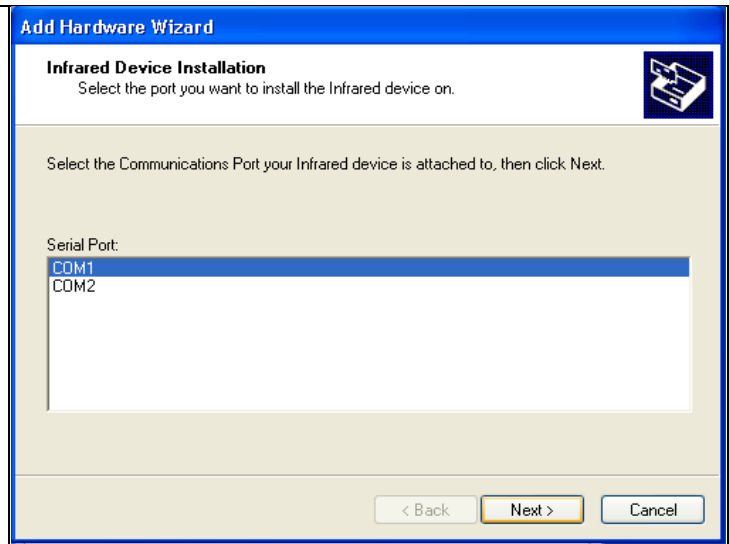 Add Hardware Wizard
Infrared Device Installation
Select the port you want to install the Infrared device on.
Select the Communications Port your Infrared device is attached to, then click Next.
Serial Port:
COM1
COM2
< Back Next > Cancel